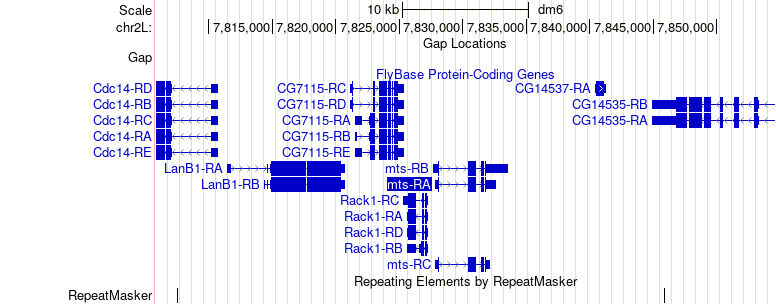 Scale 10 kb dm6
chr2L: 7,815,000 7,820,000 7,825,000 7,830,000 7,835,000 7,840,000 7,845,000 7,850,000
Gap Locations
Gap
FlyBase Protein-Coding Genes
Cdc14-RD CG7115-RC CG14537-RA
Cdc14-RB CG7115-RD CG14535-RB
Cdc14-RC CG7115-RA CG14535-RA
Cdc14-RA CG7115-RB
Cdc14-RE CG7115-RE
LanB1-RA mts-RB
LanB1-RB mts-RA
Rack1-RC
Rack1-RA
Rack1-RD
Rack1-RB
mts-RC
Repeating Elements by RepeatMasker
RepeatMasker